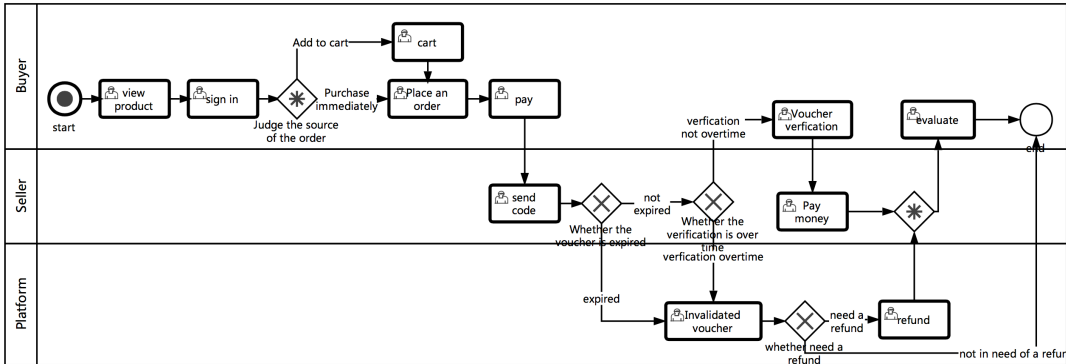 Buyer
Add to cart
cart
view
product
sign in
Purchase
immediately
Place an
order
pay
start
Judge the source
of the order
verfication
not overtime
Voucher
verfication
evaluate
end
Seller
send
code
not
expired
Whether the
voucher is expired
Whether the
verification is over
time
Pay
money
Platform
verfication overtime
expired
Invalidated
voucher
need a
refund
refund
whether need a
refund
not in need of a refun